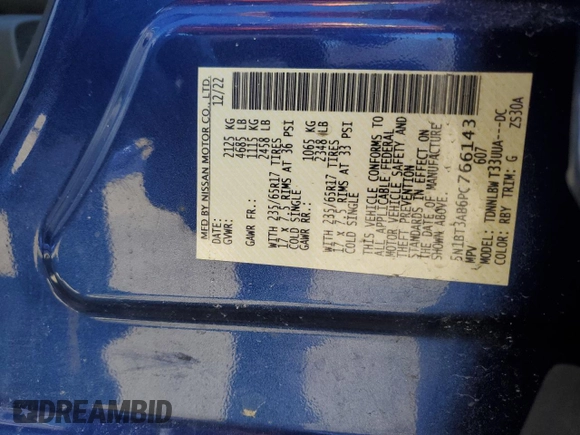 MFD BY NISSAN MOTOR CO., LTD.
DATE: 12/22
GVWR: 2125 KG
4685 LB
GAWR FR.: 1115 KG
2458 LB
WITH 235/65R17 TIRES
17 X 7.5 RIMS AT 36 PSI
COLD SINGLE
GAWR RR.: 1065 KG
2348 LB
WITH 235/65R17 TIRES
17 X 7.5 RIMS AT 33 PSI
COLD SINGLE
THIS VEHICLE CONFORMS TO
ALL APPLICABLE FEDERAL
MOTOR VEHICLE SAFETY AND
THEFT PREVENTION
STANDARDS IN EFFECT ON
THE DATE OF MANUFACTURE
SHOWN ABOVE.
5N1BT3AB6PC766143
MPV 607
MODEL: TDNNLBW T33UUA---DC
COLOR: RBY TRIM: G ZS30A
DREAMBID